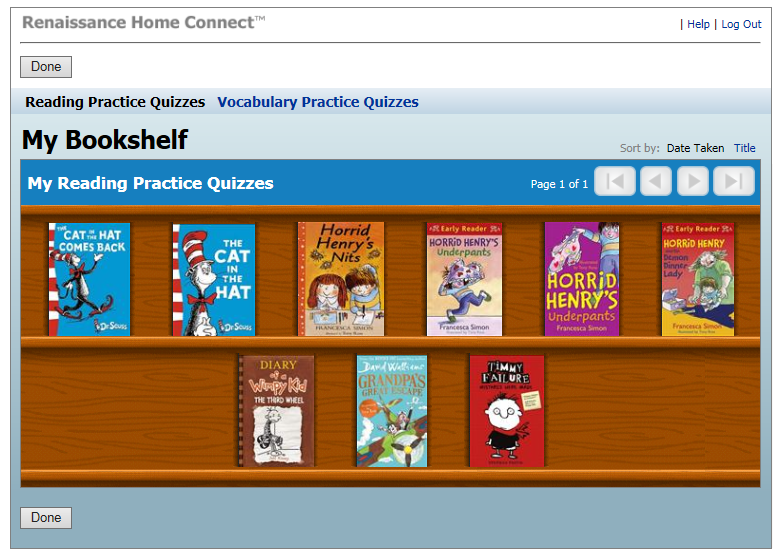 Renaissance Home Connect™
| Help | Log Out
Done
Reading Practice Quizzes Vocabulary Practice Quizzes
My Bookshelf
Sort by: Date Taken Title
My Reading Practice Quizzes
Page 1 of 1
THE
CAT IN THE HAT
COMES BACK
Dr. Seuss
THE
CAT
IN THE
HAT
Dr. Seuss
Horrid
Henry's
Nits
FRANCESCA SIMON
Early Reader
HORRID HENRY'S
Underpants
Francesca Simon
HORRID
HENRY'S
Underpants
Francesca Simon
Early Reader
HORRID HENRY
Demon
Dinner
Lady
Francesca Simon
DIARY
of a
Wimpy Kid
THE THIRD WHEEL
David Walliams
GRANDPA'S
GREAT ESCAPE
TIMMY
FAILURE
MISTAKES WERE MADE
Done